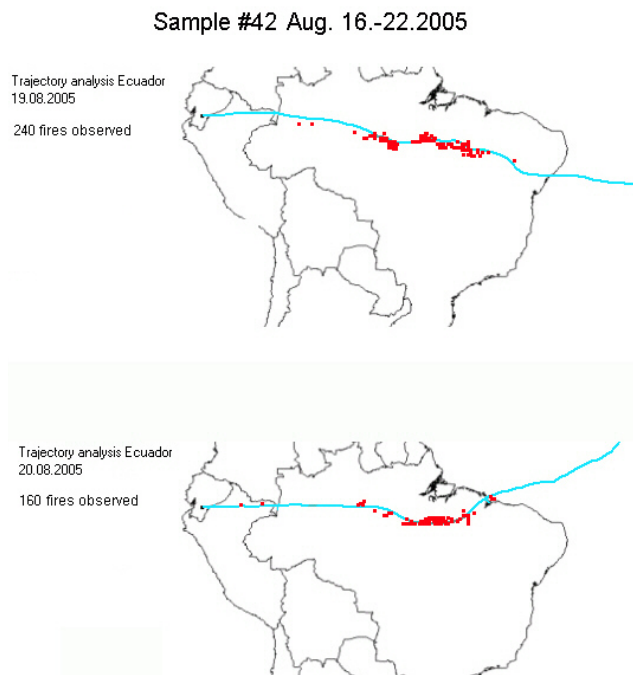 Sample #42 Aug. 16.-22.2005
Trajectory analysis Ecuador
19.08.2005
240 fires observed
Trajectory analysis Ecuador
20.08.2005
160 fires observed